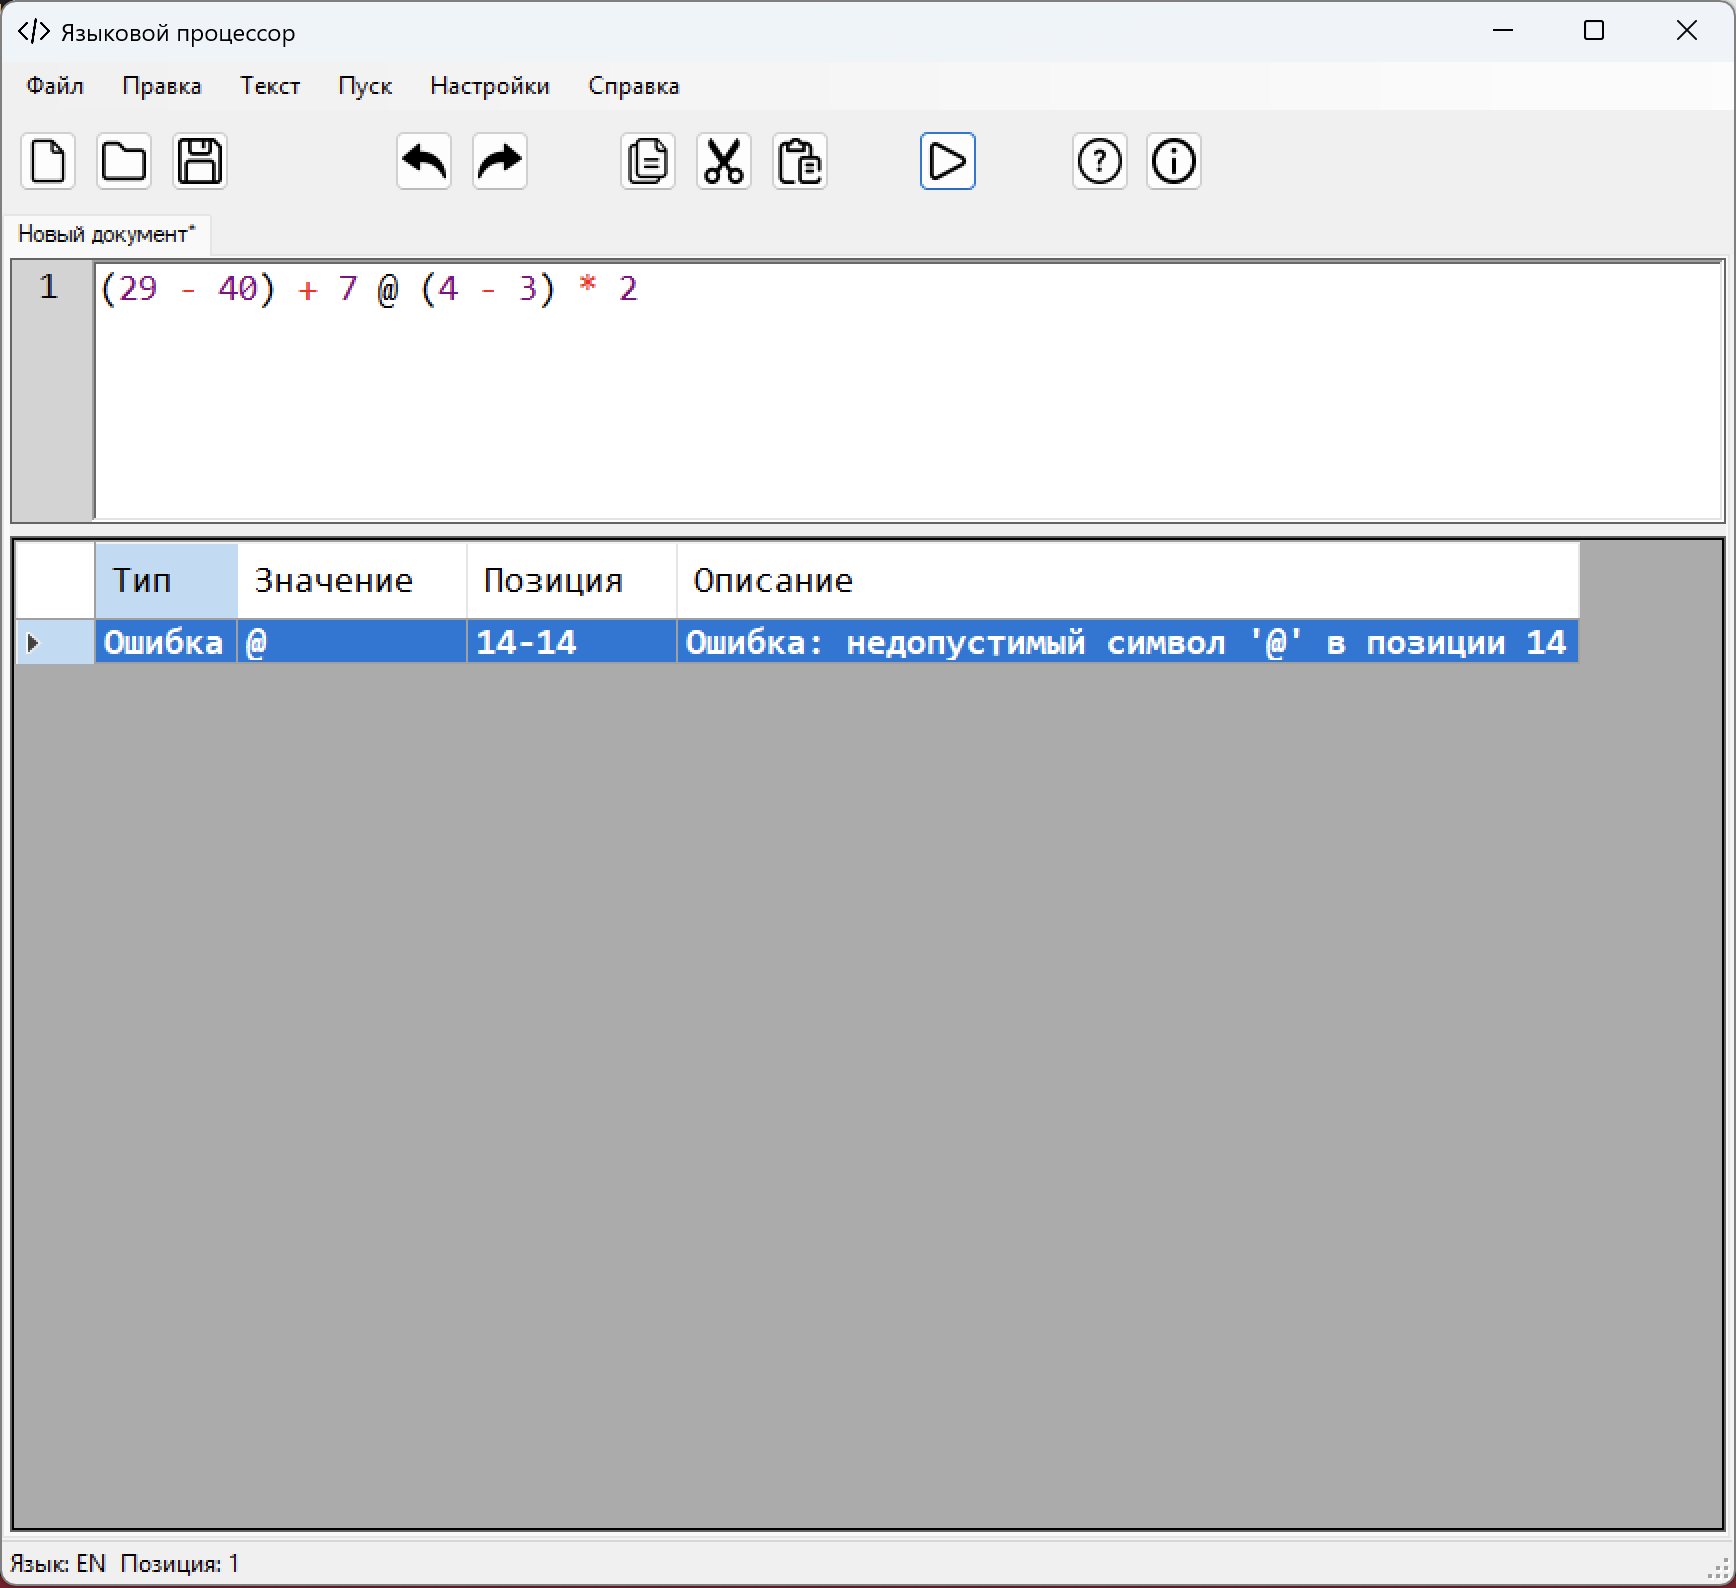 Языковой процессор
Файл Правка Текст Пуск Настройки Справка
Новый документ*
1 (29 - 40) + 7 @ (4 - 3) * 2
Тип Значение Позиция Описание
Ошибка @ 14-14 Ошибка: недопустимый символ '@' в позиции 14
Язык: EN Позиция: 1